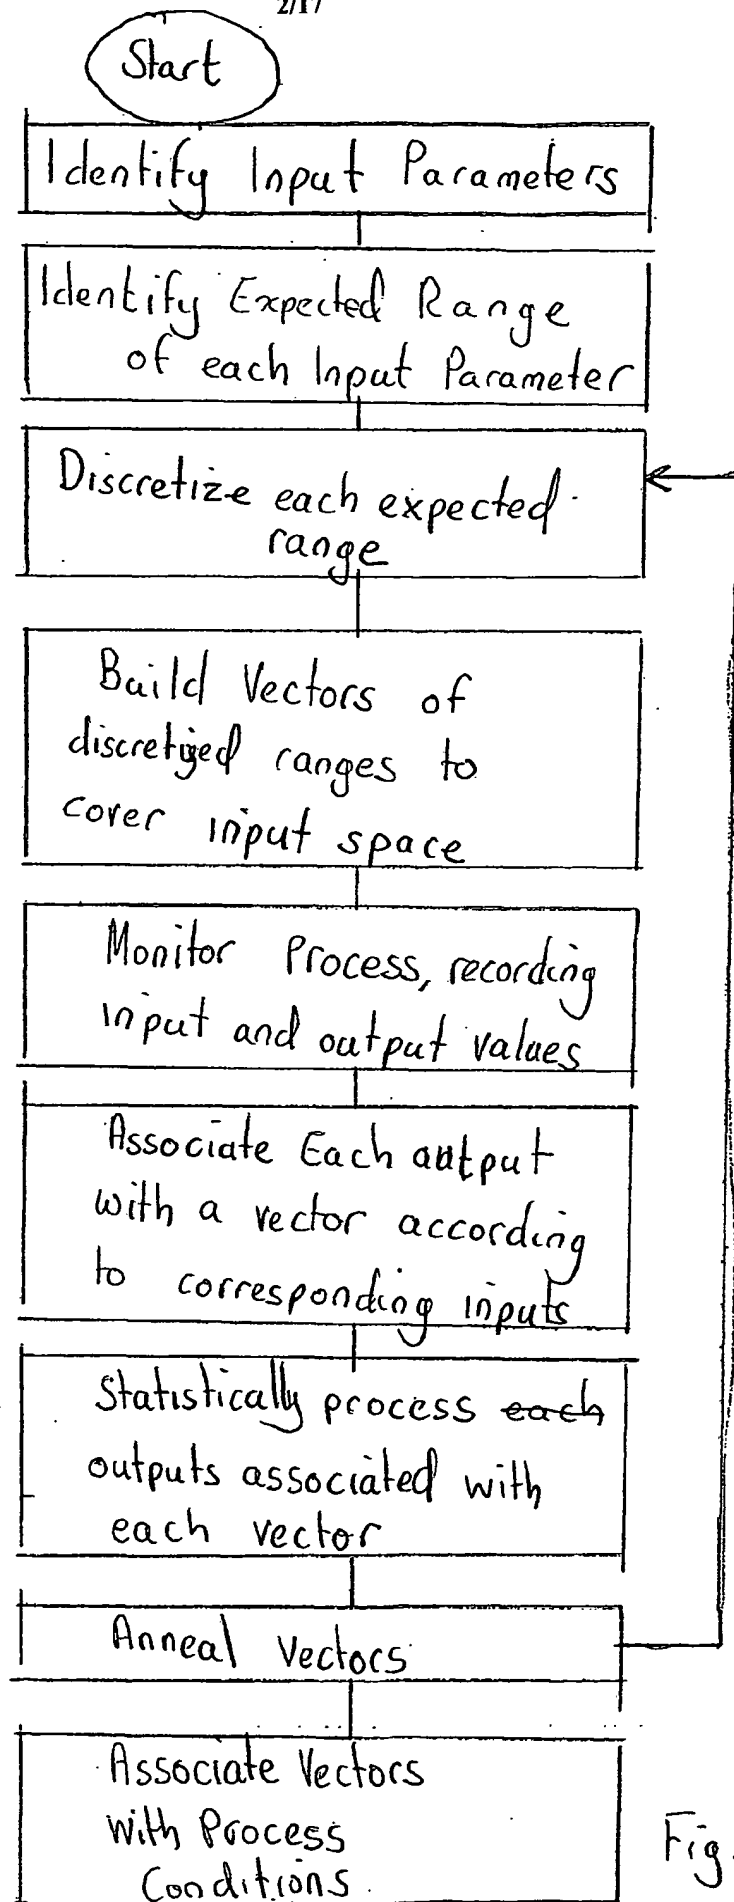 2/17
Start
Identify Input Parameters
Identify Expected Range
of each Input Parameter
Discretize each expected
range
Build Vectors of
discretized ranges to
cover input space
Monitor Process, recording
input and output values
Associate Each output
with a vector according
to corresponding inputs
Statistically process each
outputs associated with
each vector
Anneal Vectors
Associate Vectors
With Process
Conditions
Fig.